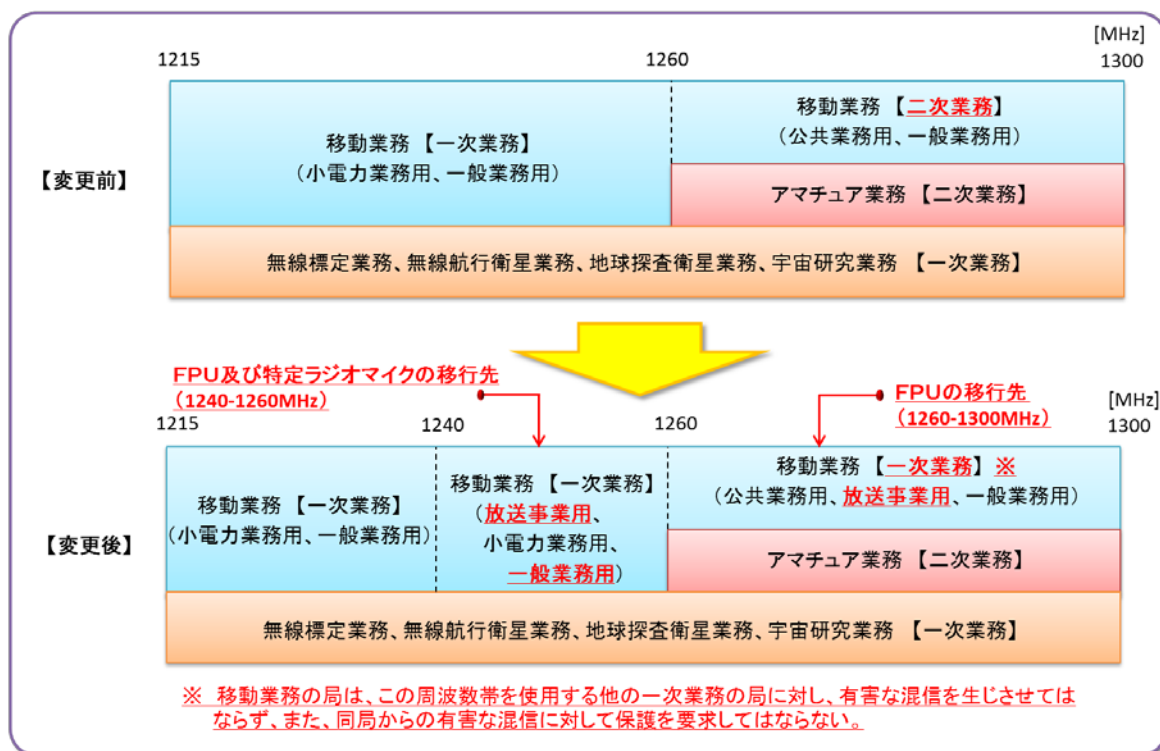 [MHz]
1215 1260 1300
移動業務 【一次業務】
(小電力業務用、一般業務用)
移動業務 【二次業務】
(公共業務用、一般業務用)
【変更前】
アマチュア業務 【二次業務】
無線標定業務、無線航行衛星業務、地球探査衛星業務、宇宙研究業務 【一次業務】
FPU及び特定ラジオマイクの移行先
(1240-1260MHz)
FPUの移行先
(1260-1300MHz)
[MHz]
1215 1240 1260 1300
移動業務 【一次業務】
(小電力業務用、一般業務用)
移動業務 【一次業務】
(放送事業用、
小電力業務用、
一般業務用)
移動業務 【一次業務】 ※
(公共業務用、放送事業用、一般業務用)
【変更後】
アマチュア業務 【二次業務】
無線標定業務、無線航行衛星業務、地球探査衛星業務、宇宙研究業務 【一次業務】
※ 移動業務の局は、この周波数帯を使用する他の一次業務の局に対し、有害な混信を生じさせては
ならず、また、同局からの有害な混信に対して保護を要求してはならない。